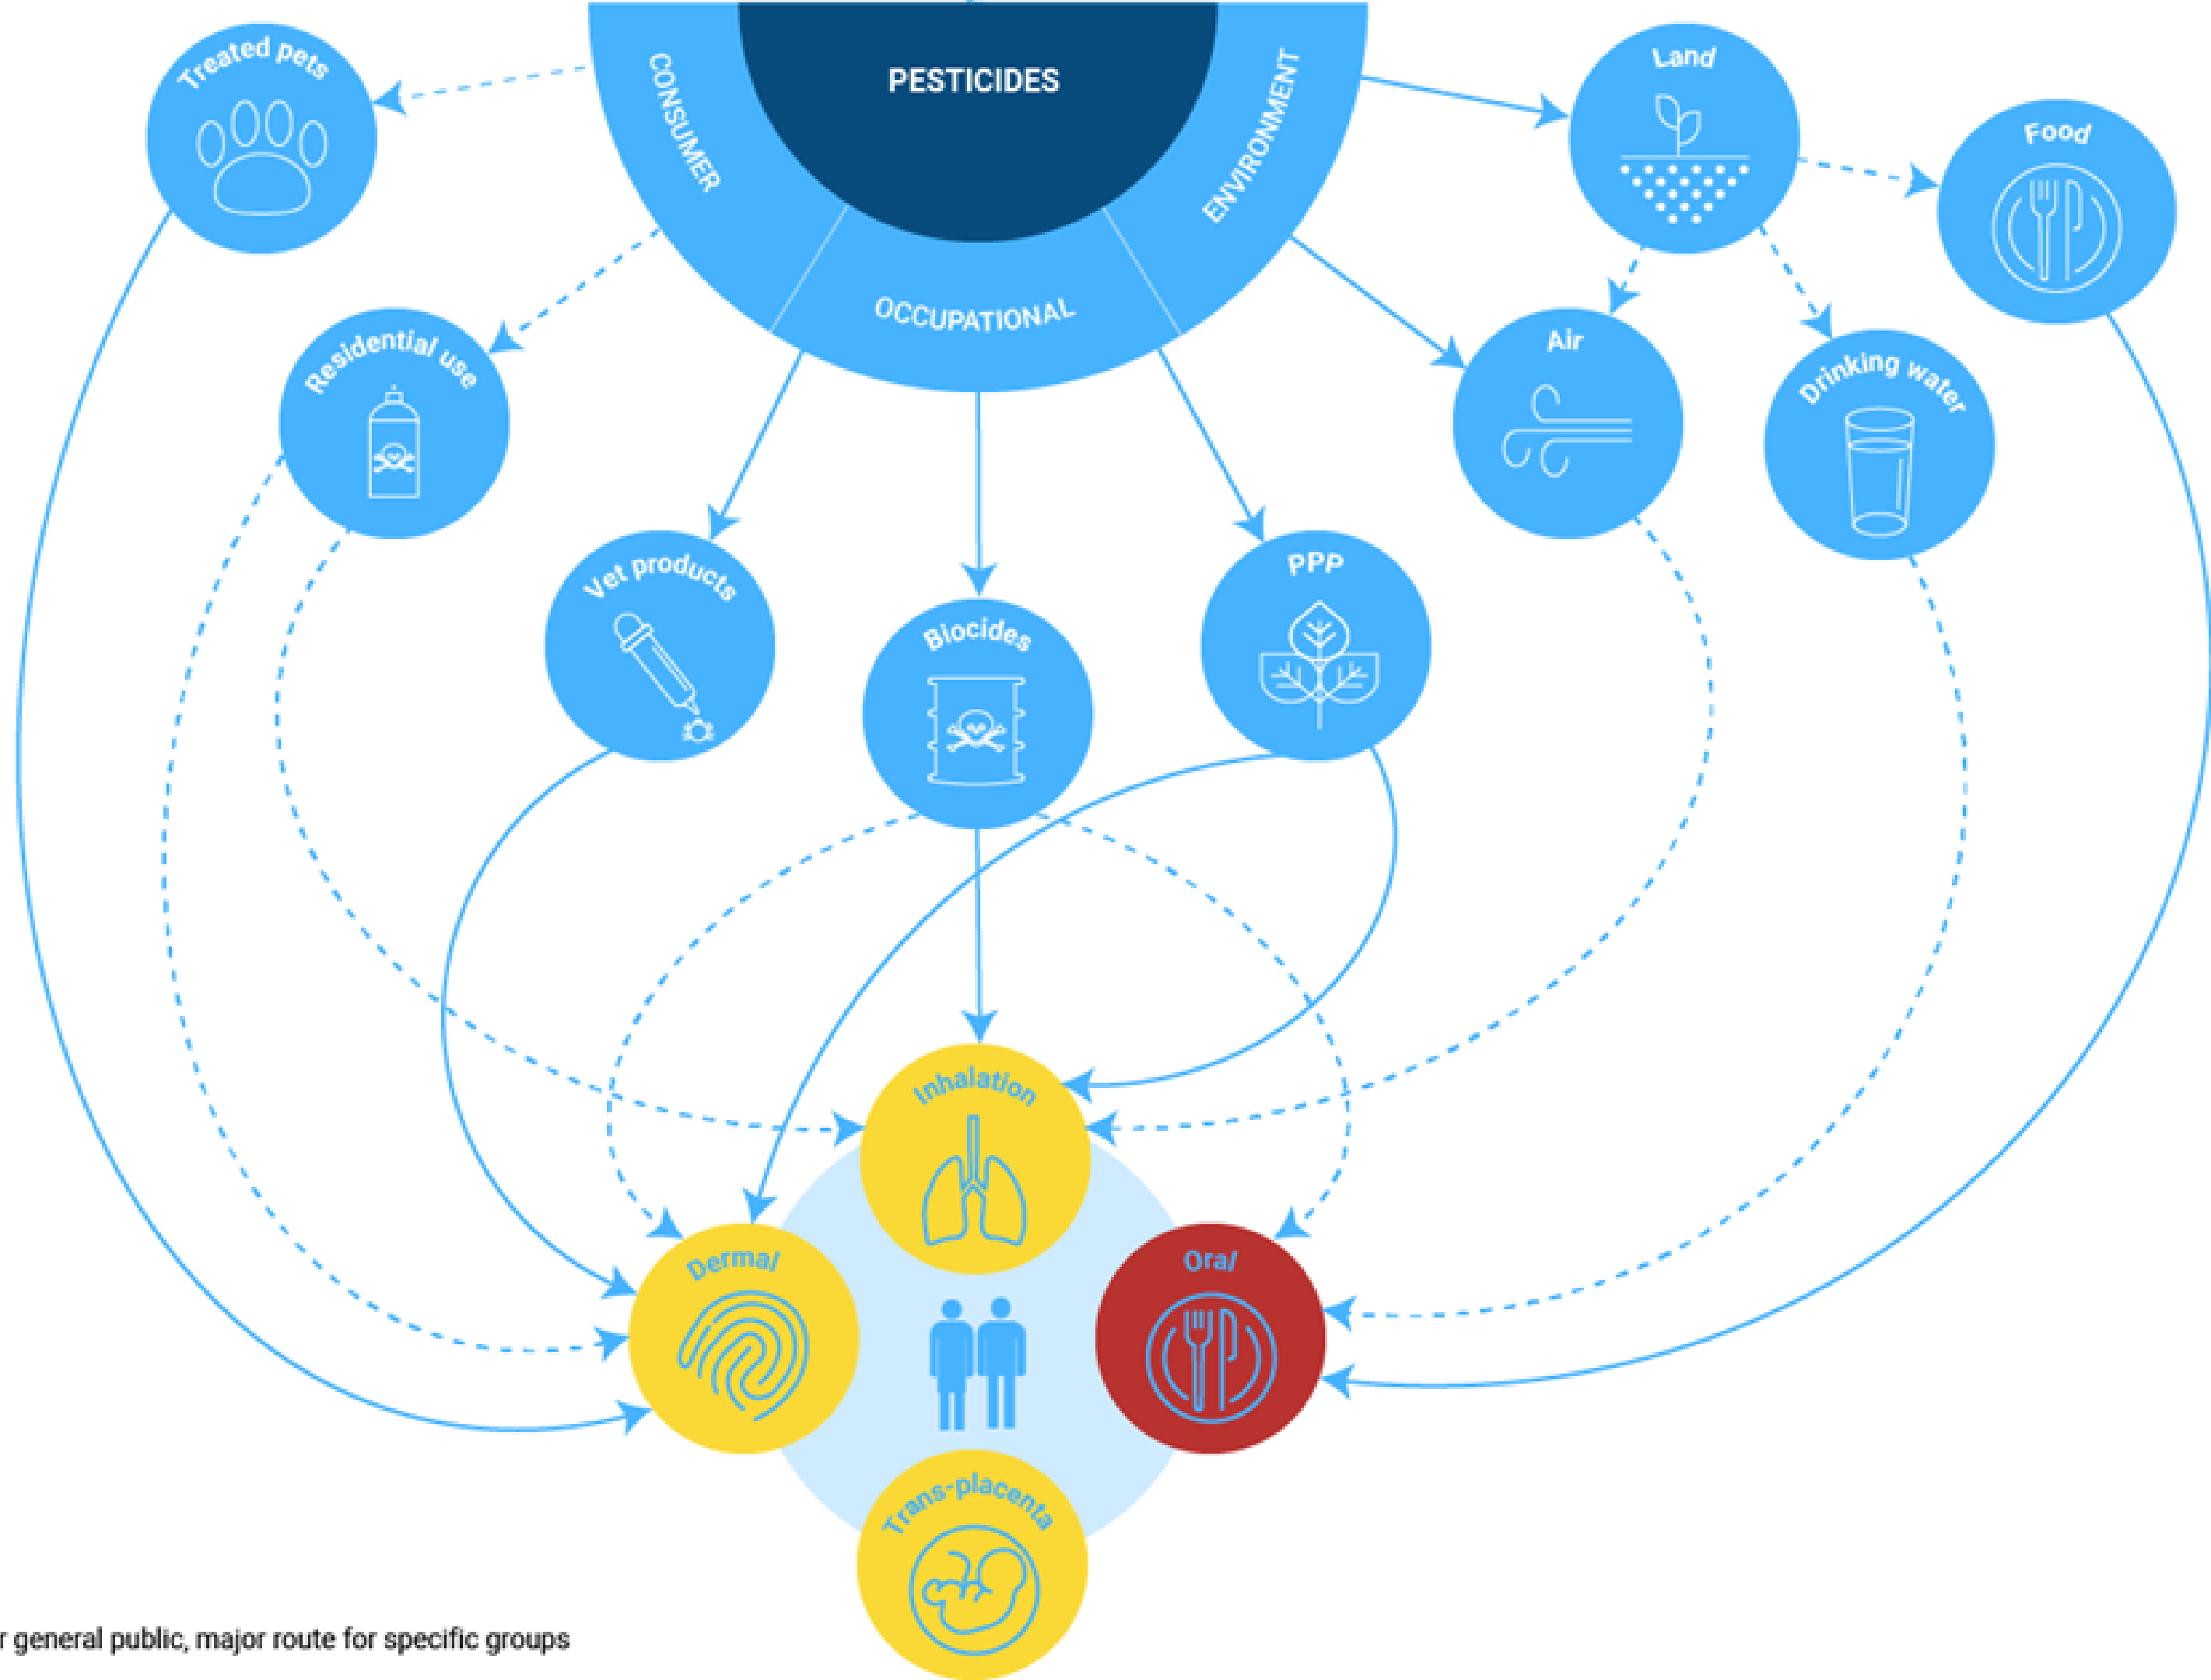 PESTICIDES
CONSUMER
OCCUPATIONAL
ENVIRONMENT
Treated pets
Land
Food
Residential use
Air
Drinking water
Vet products
Biocides
PPP
Inhalation
Dermal
Oral
Trans-placenta
r general public, major route for specific groups